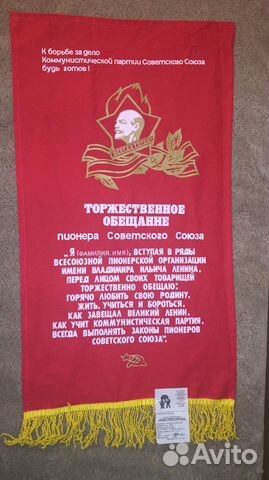 К борьбе за дело
Коммунистической партии Советского Союза
будь готов!
ТОРЖЕСТВЕННОЕ
ОБЕЩАНИЕ
пионера Советского Союза
„Я (ФАМИЛИЯ, ИМЯ), ВСТУПАЯ В РЯДЫ
ВСЕСОЮЗНОЙ ПИОНЕРСКОЙ ОРГАНИЗАЦИИ
ИМЕНИ ВЛАДИМИРА ИЛЬИЧА ЛЕНИНА,
ПЕРЕД ЛИЦОМ СВОИХ ТОВАРИЩЕЙ
ТОРЖЕСТВЕННО ОБЕЩАЮ:
ГОРЯЧО ЛЮБИТЬ СВОЮ РОДИНУ,
ЖИТЬ, УЧИТЬСЯ И БОРОТЬСЯ,
КАК ЗАВЕЩАЛ ВЕЛИКИЙ ЛЕНИН,
КАК УЧИТ КОММУНИСТИЧЕСКАЯ ПАРТИЯ,
ВСЕГДА ВЫПОЛНЯТЬ ЗАКОНЫ ПИОНЕРОВ
СОВЕТСКОГО СОЮЗА".
Avito